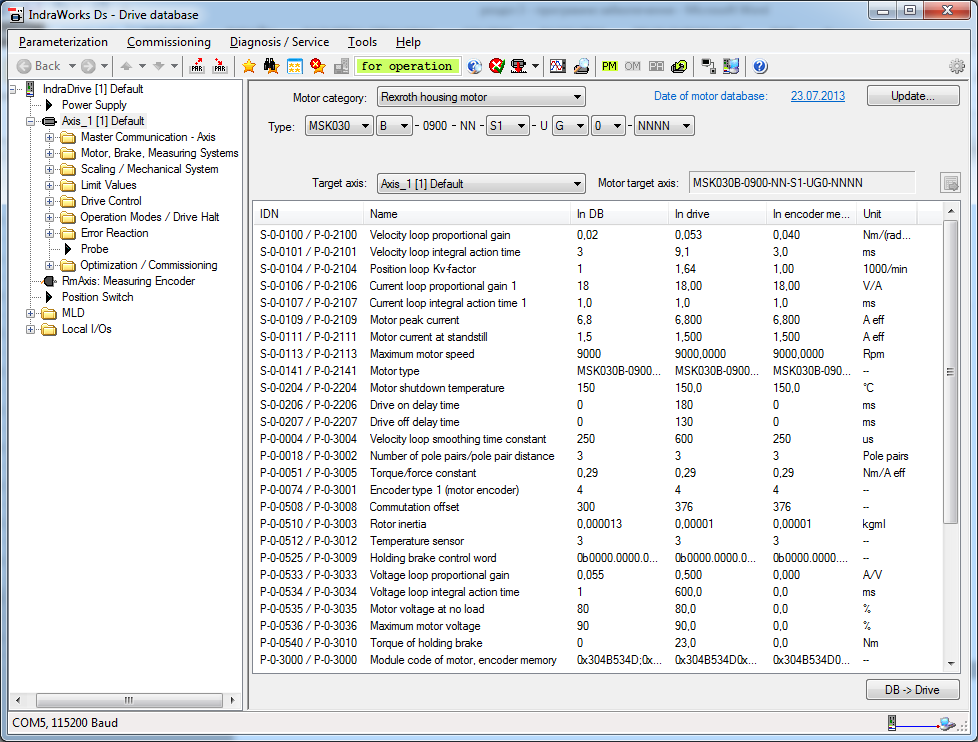 IndraWorks Ds - Drive database
Parameterization Commissioning Diagnosis / Service Tools Help
Back PAR PAR for operation PM OM
IndraDrive [1] Default
Power Supply
Axis_1 [1] Default
Master Communication - Axis
Motor, Brake, Measuring Systems
Scaling / Mechanical System
Limit Values
Drive Control
Operation Modes / Drive Halt
Error Reaction
Probe
Optimization / Commissioning
RmAxis: Measuring Encoder
Position Switch
MLD
Local I/Os
Motor category: Rexroth housing motor Date of motor database: 23.07.2013 Update...
Type: MSK030 B - 0900 - NN - S1 - U G 0 - NNNN
Target axis: Axis_1 [1] Default Motor target axis: MSK030B-0900-NN-S1-UG0-NNNN
IDN Name In DB In drive In encoder me... Unit
S-0-0100 / P-0-2100 Velocity loop proportional gain 0,02 0,053 0,040 Nm/(rad...
S-0-0101 / P-0-2101 Velocity loop integral action time 3 9,1 3,0 ms
S-0-0104 / P-0-2104 Position loop Kv-factor 1 1,64 1,00 1000/min
S-0-0106 / P-0-2106 Current loop proportional gain 1 18 18,00 18,00 V/A
S-0-0107 / P-0-2107 Current loop integral action time 1 1,0 1,0 1,0 ms
S-0-0109 / P-0-2109 Motor peak current 6,8 6,800 6,800 A eff
S-0-0111 / P-0-2111 Motor current at standstill 1,5 1,500 1,500 A eff
S-0-0113 / P-0-2113 Maximum motor speed 9000 9000,0000 9000,0000 Rpm
S-0-0141 / P-0-2141 Motor type MSK030B-0900... MSK030B-0900... MSK030B-090... --
S-0-0204 / P-0-2204 Motor shutdown temperature 150 150,0 150,0 °C
S-0-0206 / P-0-2206 Drive on delay time 0 180 0 ms
S-0-0207 / P-0-2207 Drive off delay time 0 130 0 ms
P-0-0004 / P-0-3004 Velocity loop smoothing time constant 250 600 250 us
P-0-0018 / P-0-3002 Number of pole pairs/pole pair distance 3 3 3 Pole pairs
P-0-0051 / P-0-3005 Torque/force constant 0,29 0,29 0,29 Nm/A eff
P-0-0074 / P-0-3001 Encoder type 1 (motor encoder) 4 4 4 --
P-0-0508 / P-0-3008 Commutation offset 300 376 376 --
P-0-0510 / P-0-3003 Rotor inertia 0,000013 0,00001 0,00001 kgml
P-0-0512 / P-0-3012 Temperature sensor 3 3 3 --
P-0-0525 / P-0-3009 Holding brake control word 0b0000.0000.0... 0b0000.0000.0... 0b0000.0000.... --
P-0-0533 / P-0-3033 Voltage loop proportional gain 0,055 0,500 0,000 A/V
P-0-0534 / P-0-3034 Voltage loop integral action time 1 600,0 0,0 ms
P-0-0535 / P-0-3035 Motor voltage at no load 80 80,0 0,0 %
P-0-0536 / P-0-3036 Maximum motor voltage 90 90,0 0,0 %
P-0-0540 / P-0-3010 Torque of holding brake 0 23,0 0,0 Nm
P-0-3000 / P-0-3000 Module code of motor, encoder memory 0x304B534D;0x... 0x304B534D0x... 0x304B534D0... --
DB -> Drive
COM5, 115200 Baud